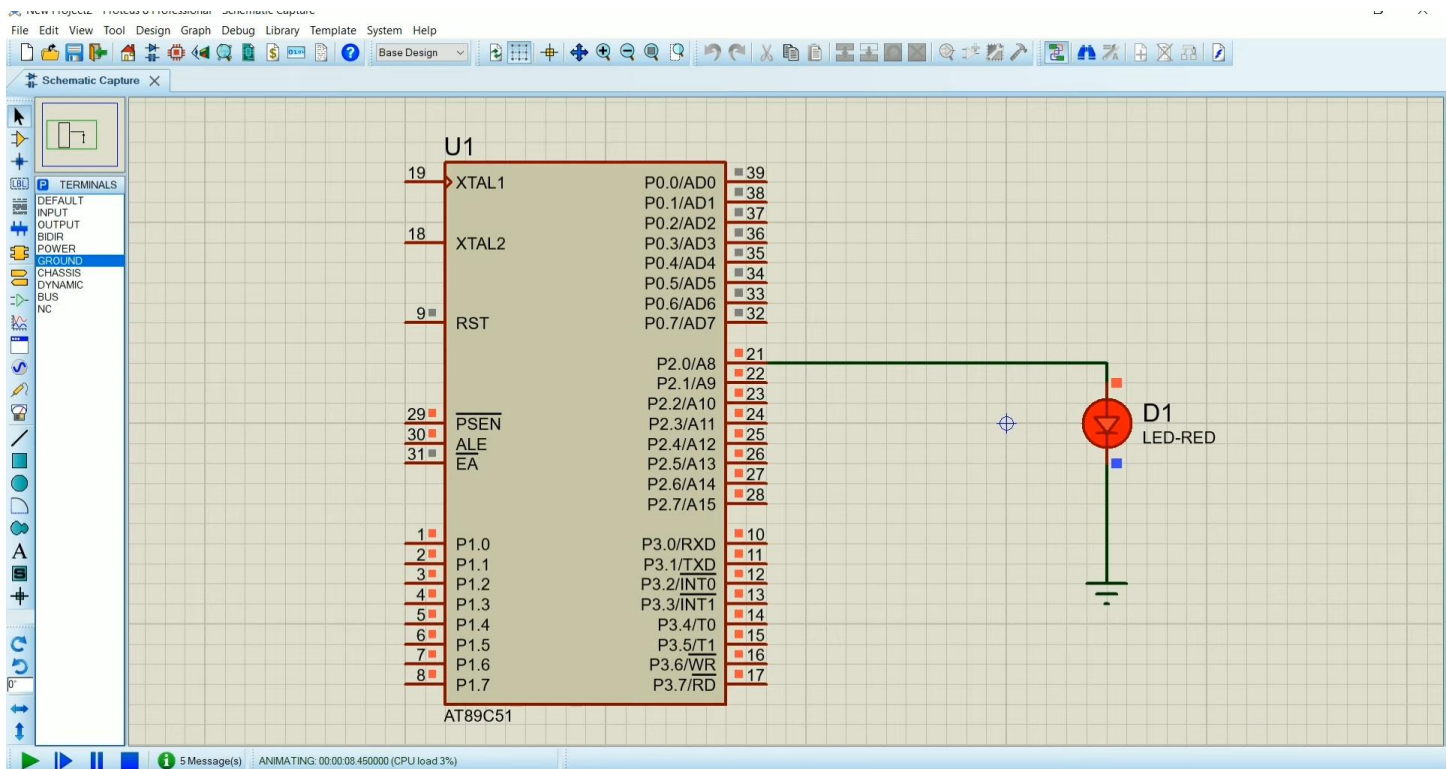 New Project2 - Proteus 8 Professional - Schematic Capture
File Edit View Tool Design Graph Debug Library Template System Help
Base Design
Schematic Capture
TERMINALS
DEFAULT
INPUT
OUTPUT
BIDIR
POWER
GROUND
CHASSIS
DYNAMIC
BUS
NC
LBL
A
S
0°
U1
19 XTAL1
18 XTAL2
9 RST
29 PSEN
30 ALE
31 EA
1 P1.0
2 P1.1
3 P1.2
4 P1.3
5 P1.4
6 P1.5
7 P1.6
8 P1.7
P0.0/AD0 39
P0.1/AD1 38
P0.2/AD2 37
P0.3/AD3 36
P0.4/AD4 35
P0.5/AD5 34
P0.6/AD6 33
P0.7/AD7 32
P2.0/A8 21
P2.1/A9 22
P2.2/A10 23
P2.3/A11 24
P2.4/A12 25
P2.5/A13 26
P2.6/A14 27
P2.7/A15 28
P3.0/RXD 10
P3.1/TXD 11
P3.2/INT0 12
P3.3/INT1 13
P3.4/T0 14
P3.5/T1 15
P3.6/WR 16
P3.7/RD 17
AT89C51
D1
LED-RED
5 Message(s) ANIMATING: 00:00:08.450000 (CPU load 3%)